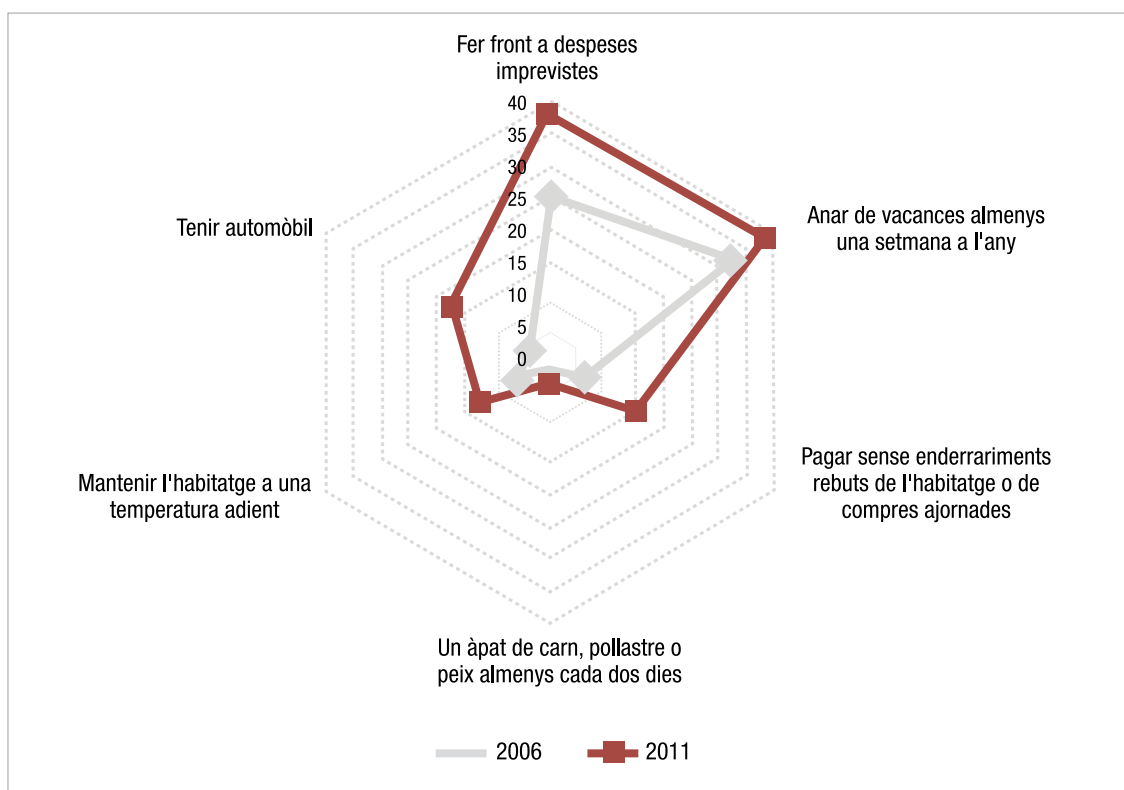 Fer front a despeses
imprevistes
40
35
30
25
20
15
10
5
0
Anar de vacances almenys
una setmana a l'any
Tenir automòbil
Pagar sense enderrariments
rebuts de l'habitatge o de
compres ajornades
Mantenir l'habitatge a una
temperatura adient
Un àpat de carn, pollastre o
peix almenys cada dos dies
2006
2011